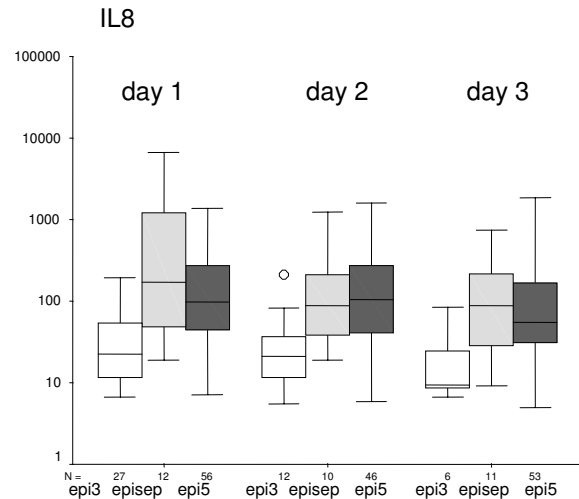 IL8
100000
day 1 day 2 day 3
10000
1000
100
10
1
N = 27 12 56 12 10 46 6 11 53
epi3 episep epi5 epi3 episep epi5 epi3 episep epi5